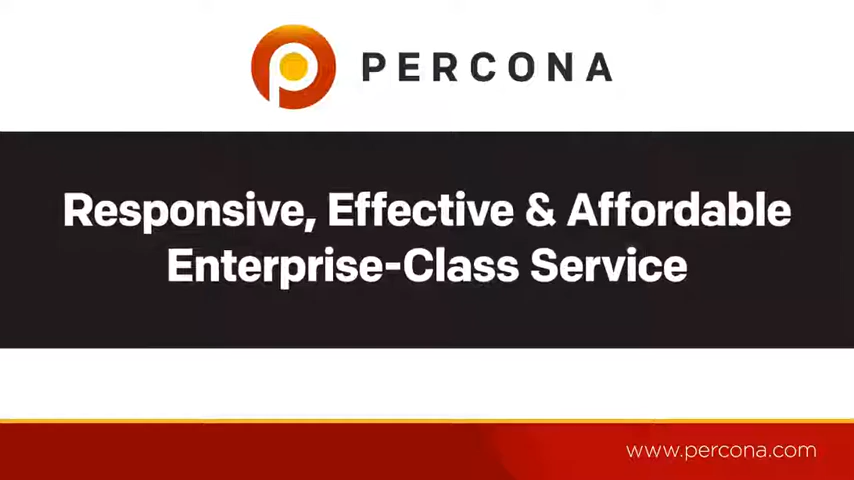 PERCONA
Responsive, Effective & Affordable
Enterprise-Class Service
www.percona.com